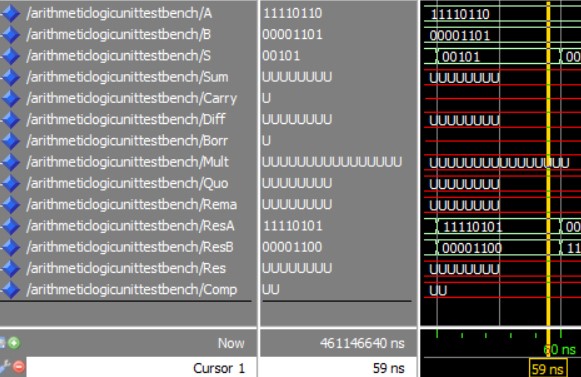 /arithmeticlogicunittestbench/A 11110110 11110110
/arithmeticlogicunittestbench/B 00001101 00001101
/arithmeticlogicunittestbench/S 00101 00101 00
/arithmeticlogicunittestbench/Sum UUUUUUUU UUUUUUUU
/arithmeticlogicunittestbench/Carry U
/arithmeticlogicunittestbench/Diff UUUUUUUU UUUUUUUU
/arithmeticlogicunittestbench/Borr U
/arithmeticlogicunittestbench/Mult UUUUUUUUUUUUUUUU UUUUUUUUUUUUUUUU
/arithmeticlogicunittestbench/Quo UUUUUUUU UUUUUUUU
/arithmeticlogicunittestbench/Rema UUUUUUUU UUUUUUUU
/arithmeticlogicunittestbench/ResA 11110101 11110101 00
/arithmeticlogicunittestbench/ResB 00001100 00001100 11
/arithmeticlogicunittestbench/Res UUUUUUUU UUUUUUUU
/arithmeticlogicunittestbench/Comp UU UU
Now 461146640 ns 60 ns
Cursor 1 59 ns 59 ns